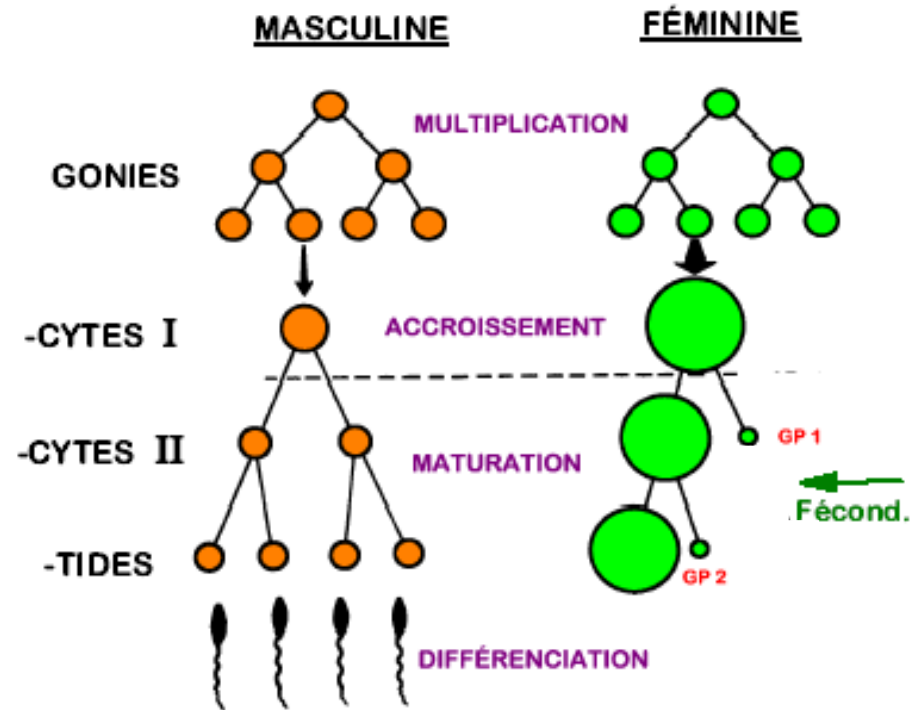 MASCULINE
FÉMININE
MULTIPLICATION
GONIES
-CYTES I
ACCROISSEMENT
-CYTES II
MATURATION
GP 1
Fécond.
-TIDES
GP 2
DIFFÉRENCIATION